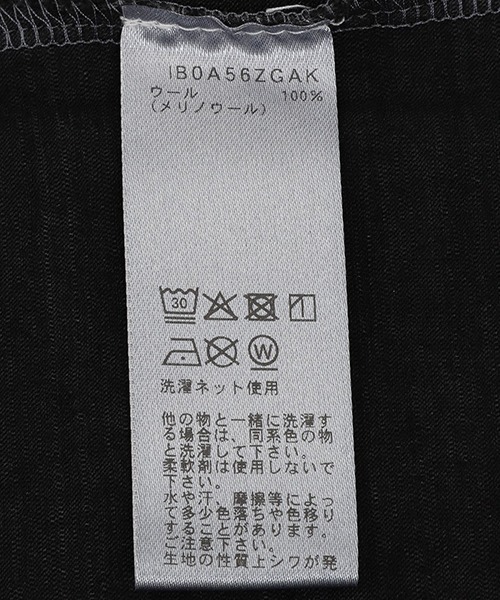 IB0A56ZGAK
ウール 100%
（メリノウール）
30
W
洗濯ネット使用
他の物と一緒に洗濯す
る場合は、同系色の物
と洗濯して下さい。
柔軟剤は使用しないで
下さい。
水や汗、摩擦等によっ
て多少色落ちや色移り
することがあります。
ご注意下さい。
生地の性質上シワが発